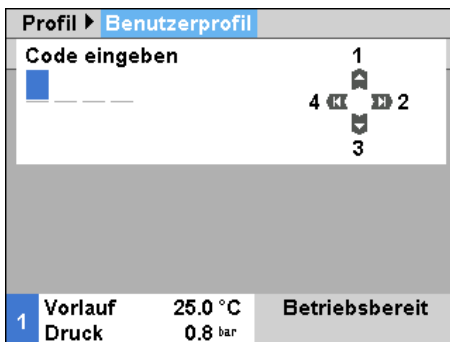 Profil Benutzerprofil
Code eingeben
1
4 2
3
1
Vorlauf 25.0 °C Betriebsbereit
Druck 0.8 bar